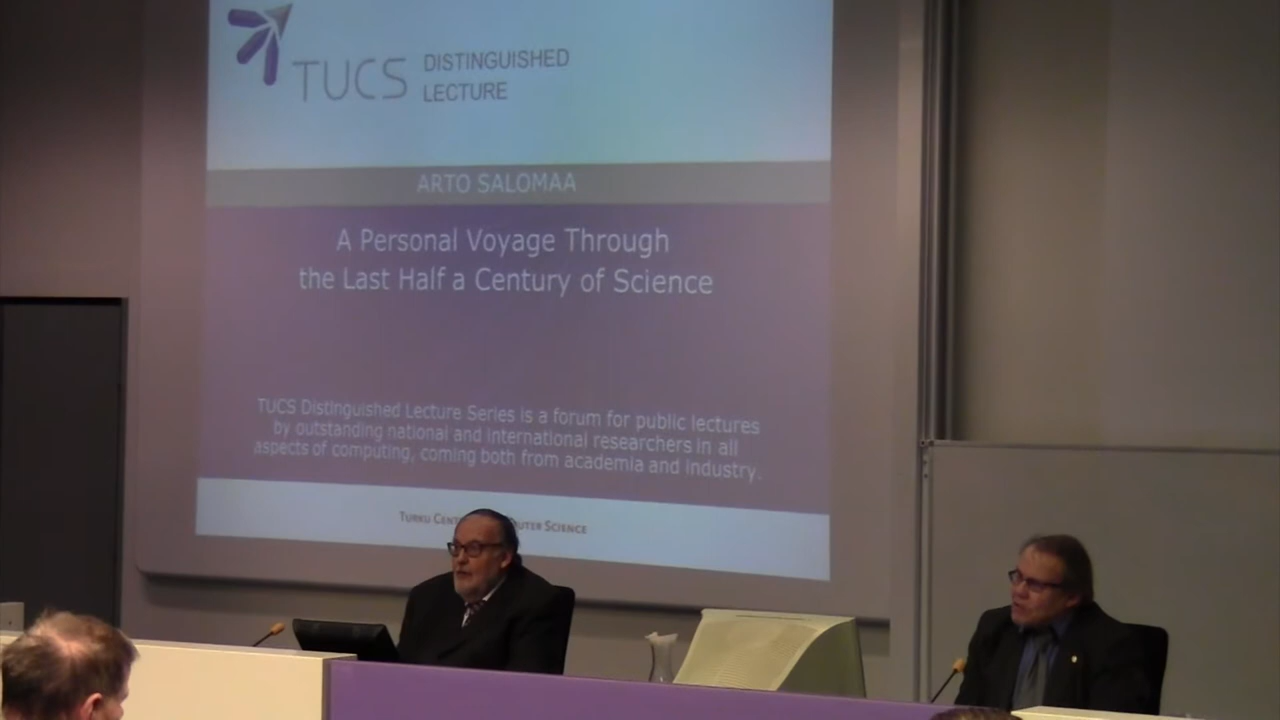 TUCS
DISTINGUISHED
LECTURE
ARTO SALOMAA
A Personal Voyage Through
the Last Half a Century of Science
TUCS Distinguished Lecture Series is a forum for public lectures
by outstanding national and international researchers in all
aspects of computing, coming both from academia and industry.
TURKU SCIENCE